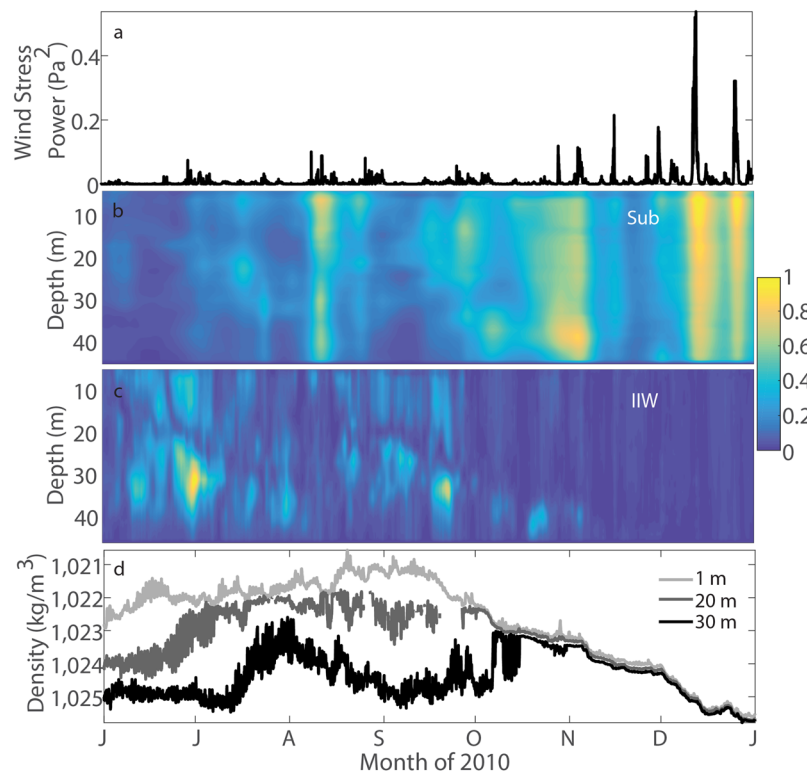 a
Wind Stress
Power (Pa²)
0.4
0.2
0
b
Sub
Depth (m)
10
20
30
40
c
IIW
Depth (m)
10
20
30
40
1
0.8
0.6
0.4
0.2
0
d
Density (kg/m³)
1,021
1,022
1,023
1,024
1,025
1 m
20 m
30 m
J J A S O N D J
Month of 2010